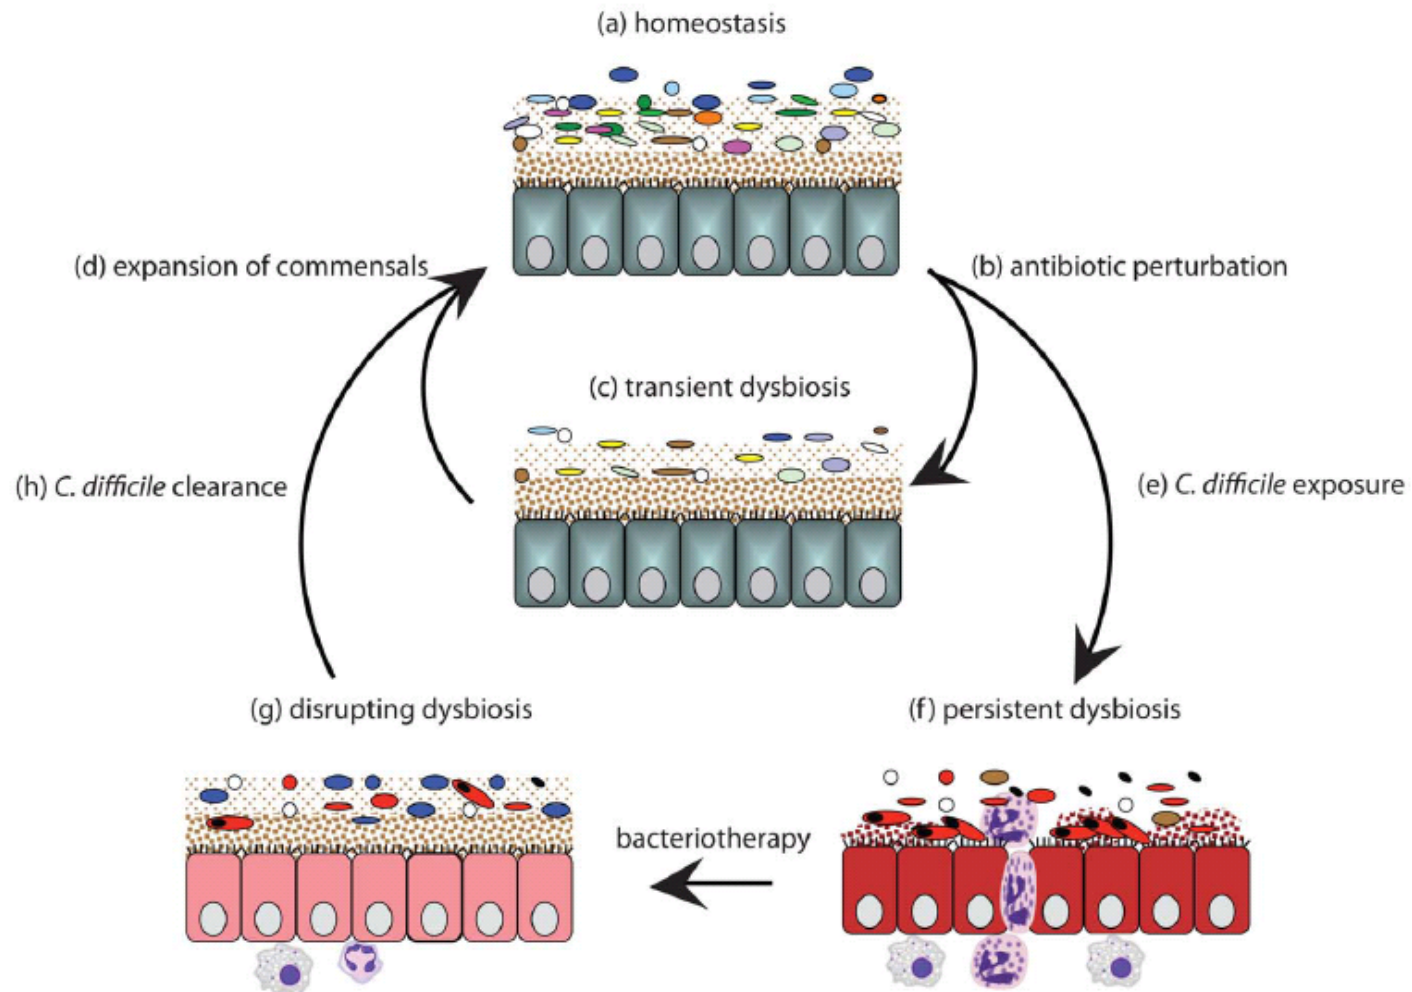 (a) homeostasis
(d) expansion of commensals
(b) antibiotic perturbation
(c) transient dysbiosis
(h) C. difficile clearance
(e) C. difficile exposure
(g) disrupting dysbiosis
(f) persistent dysbiosis
bacteriotherapy